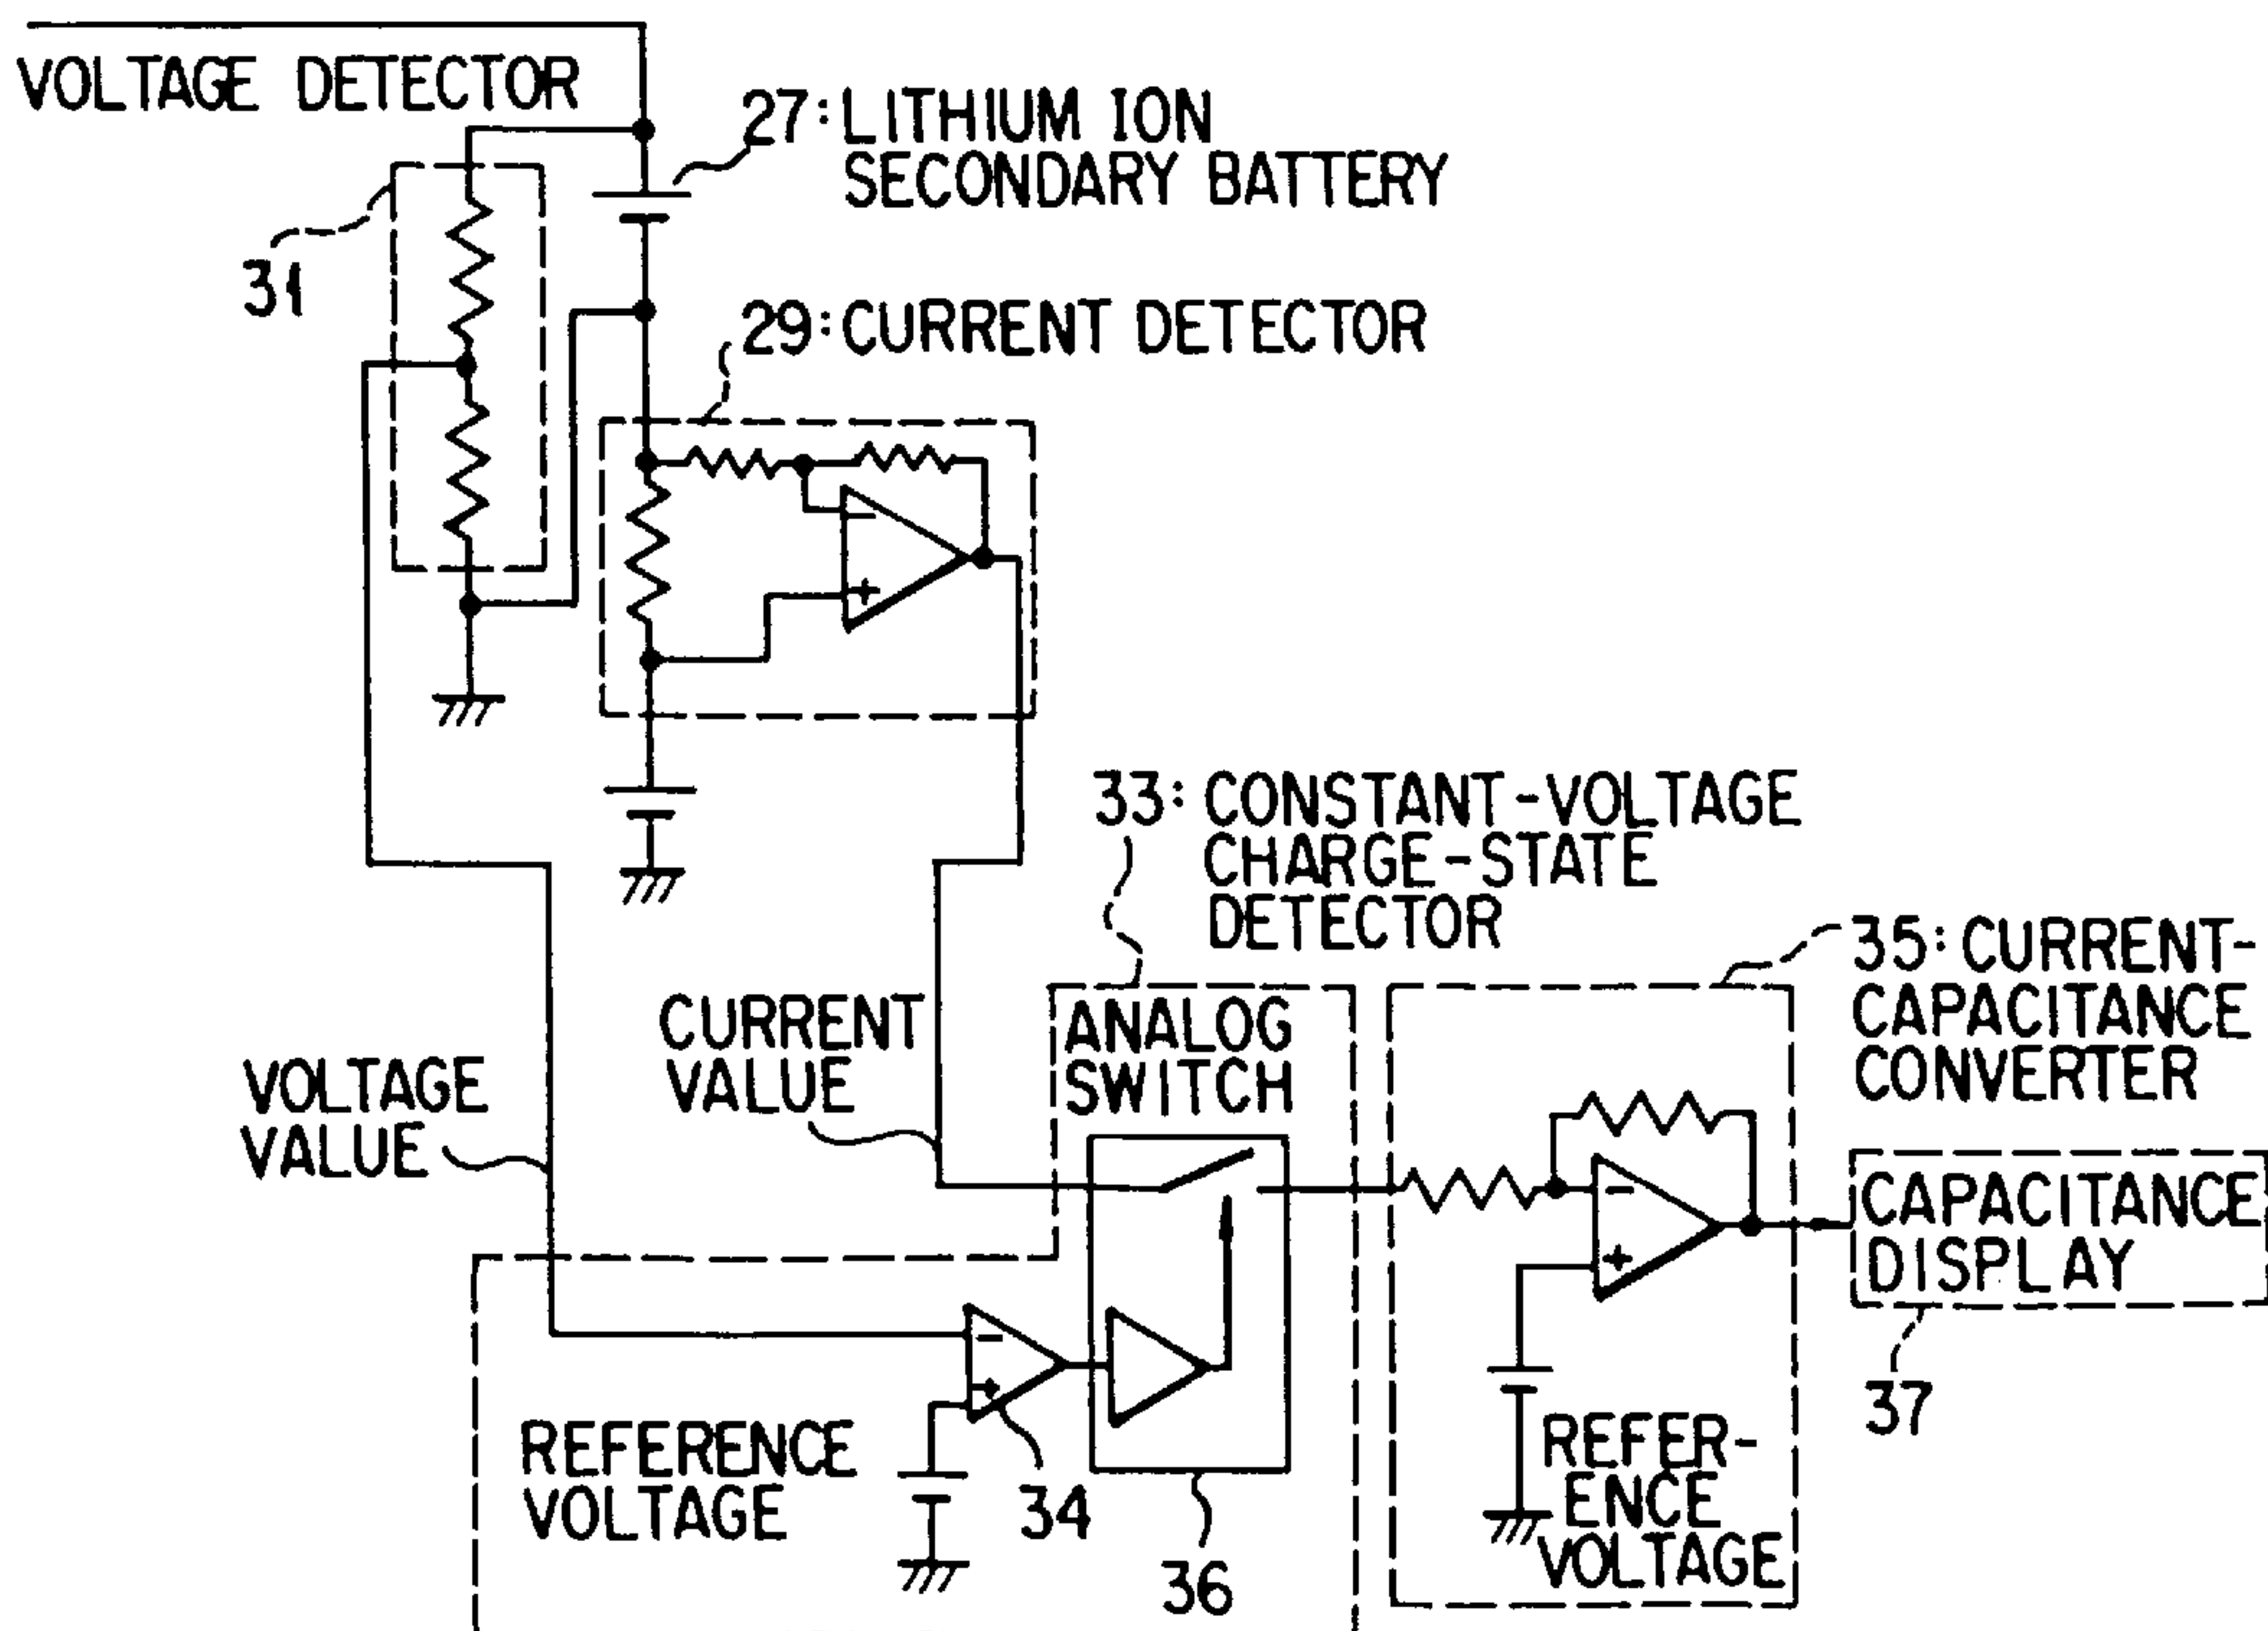 VOLTAGE DETECTOR
27: LITHIUM ION
SECONDARY BATTERY
31
29: CURRENT DETECTOR
−
+
33: CONSTANT-VOLTAGE
CHARGE-STATE
DETECTOR
35: CURRENT-
CAPACITANCE
CONVERTER
CURRENT
VALUE
ANALOG
SWITCH
VOLTAGE
VALUE
−
+
CAPACITANCE
DISPLAY
37
−
+
REFERENCE
VOLTAGE
34
36
REFER-
ENCE
VOLTAGE